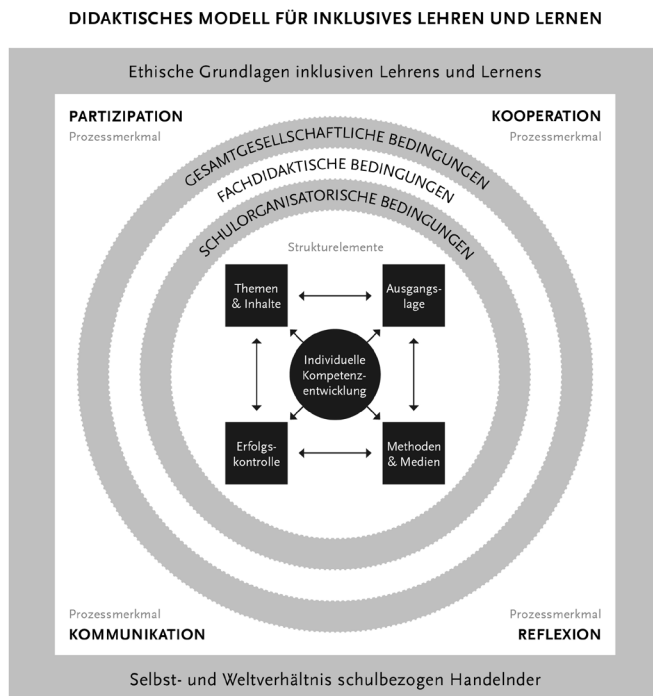 DIDAKTISCHES MODELL FÜR INKLUSIVES LEHREN UND LERNEN
Ethische Grundlagen inklusiven Lehrens und Lernens
PARTIZIPATION
Prozessmerkmal
KOOPERATION
Prozessmerkmal
GESAMTGESELLSCHAFTLICHE BEDINGUNGEN
FACHDIDAKTISCHE BEDINGUNGEN
SCHULORGANISATORISCHE BEDINGUNGEN
Strukturelemente
Themen
& Inhalte
Ausgangs-
lage
Individuelle
Kompetenz-
entwicklung
Erfolgs-
kontrolle
Methoden
& Medien
Prozessmerkmal
KOMMUNIKATION
Prozessmerkmal
REFLEXION
Selbst- und Weltverhältnis schulbezogen Handelnder